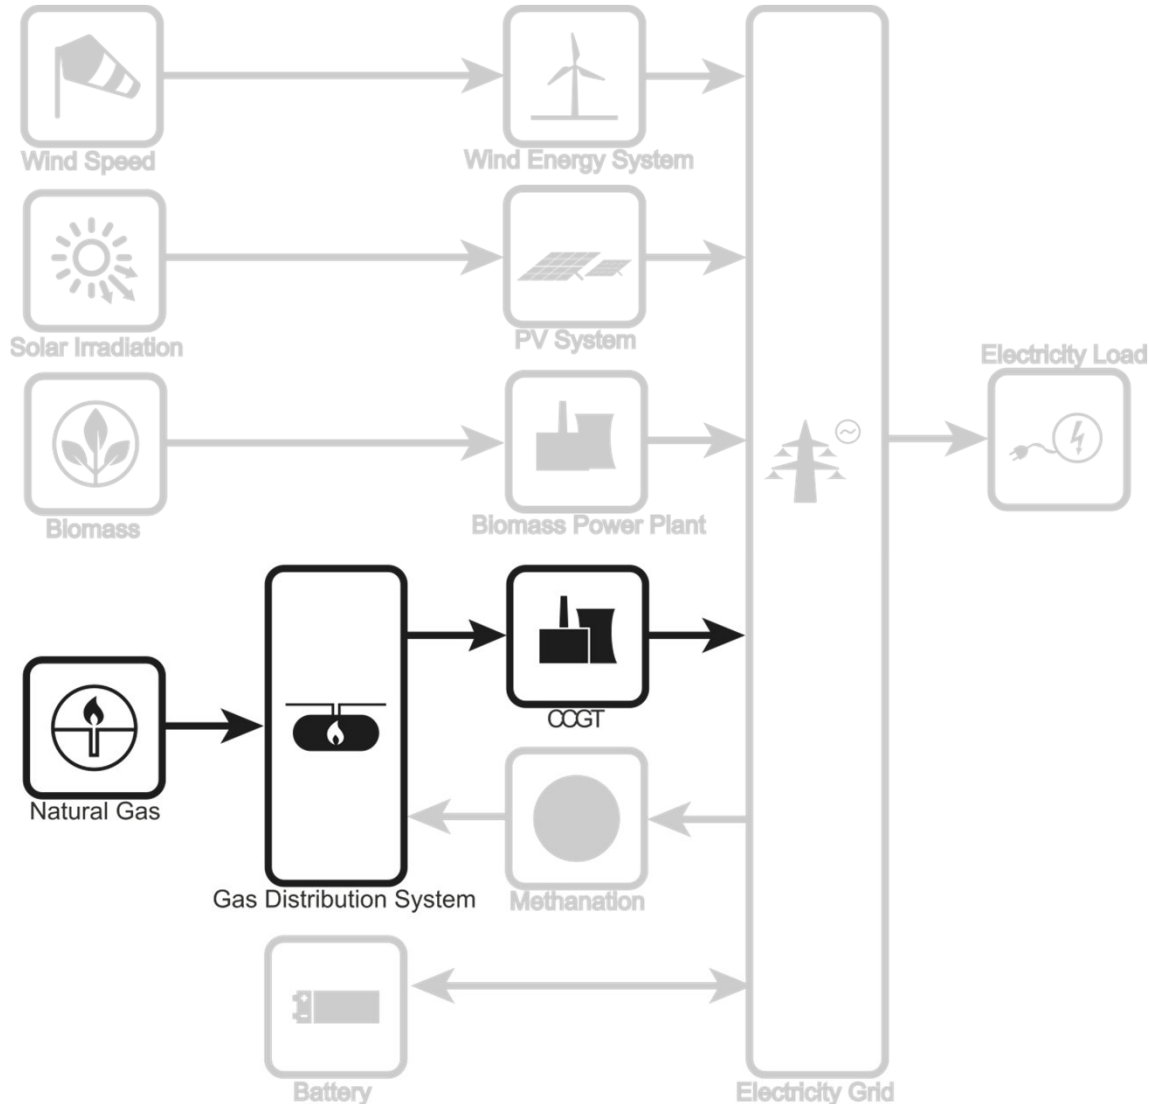 Wind Speed
Wind Energy System
Solar Irradiation
PV System
Electricity Load
Biomass
Biomass Power Plant
CCGT
Natural Gas
Gas Distribution System
Methanation
Battery
Electricity Grid